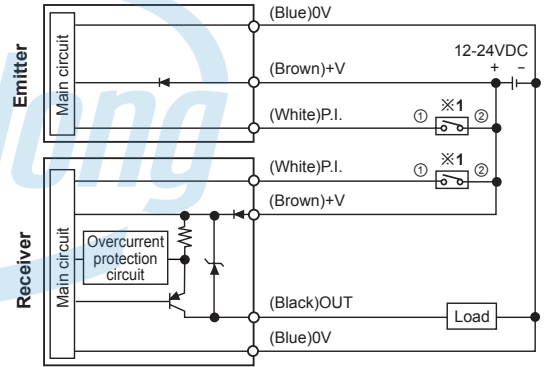 (Blue)0V
12-24VDC
+ −
Emitter
Main circuit
(Brown)+V
(White)P.I.
① ※1 ②
(White)P.I.
① ※1 ②
(Brown)+V
Receiver
Main circuit
Overcurrent
protection
circuit
(Black)OUT
Load
(Blue)0V